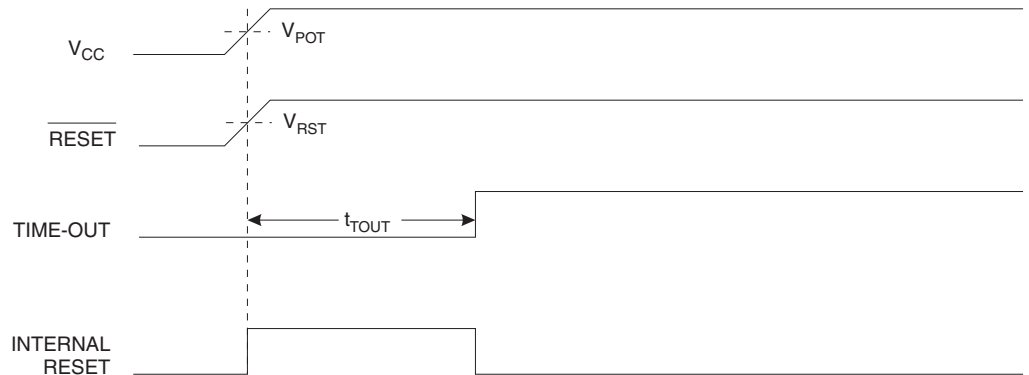 V_CC
V_POT
RESET
V_RST
TIME-OUT
t_TOUT
INTERNAL
RESET